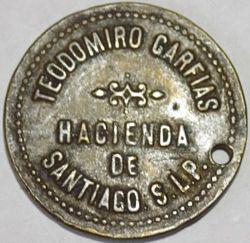 TEODOMIRO GARFIAS
HACIENDA
DE
SANTIAGO S.L.P.